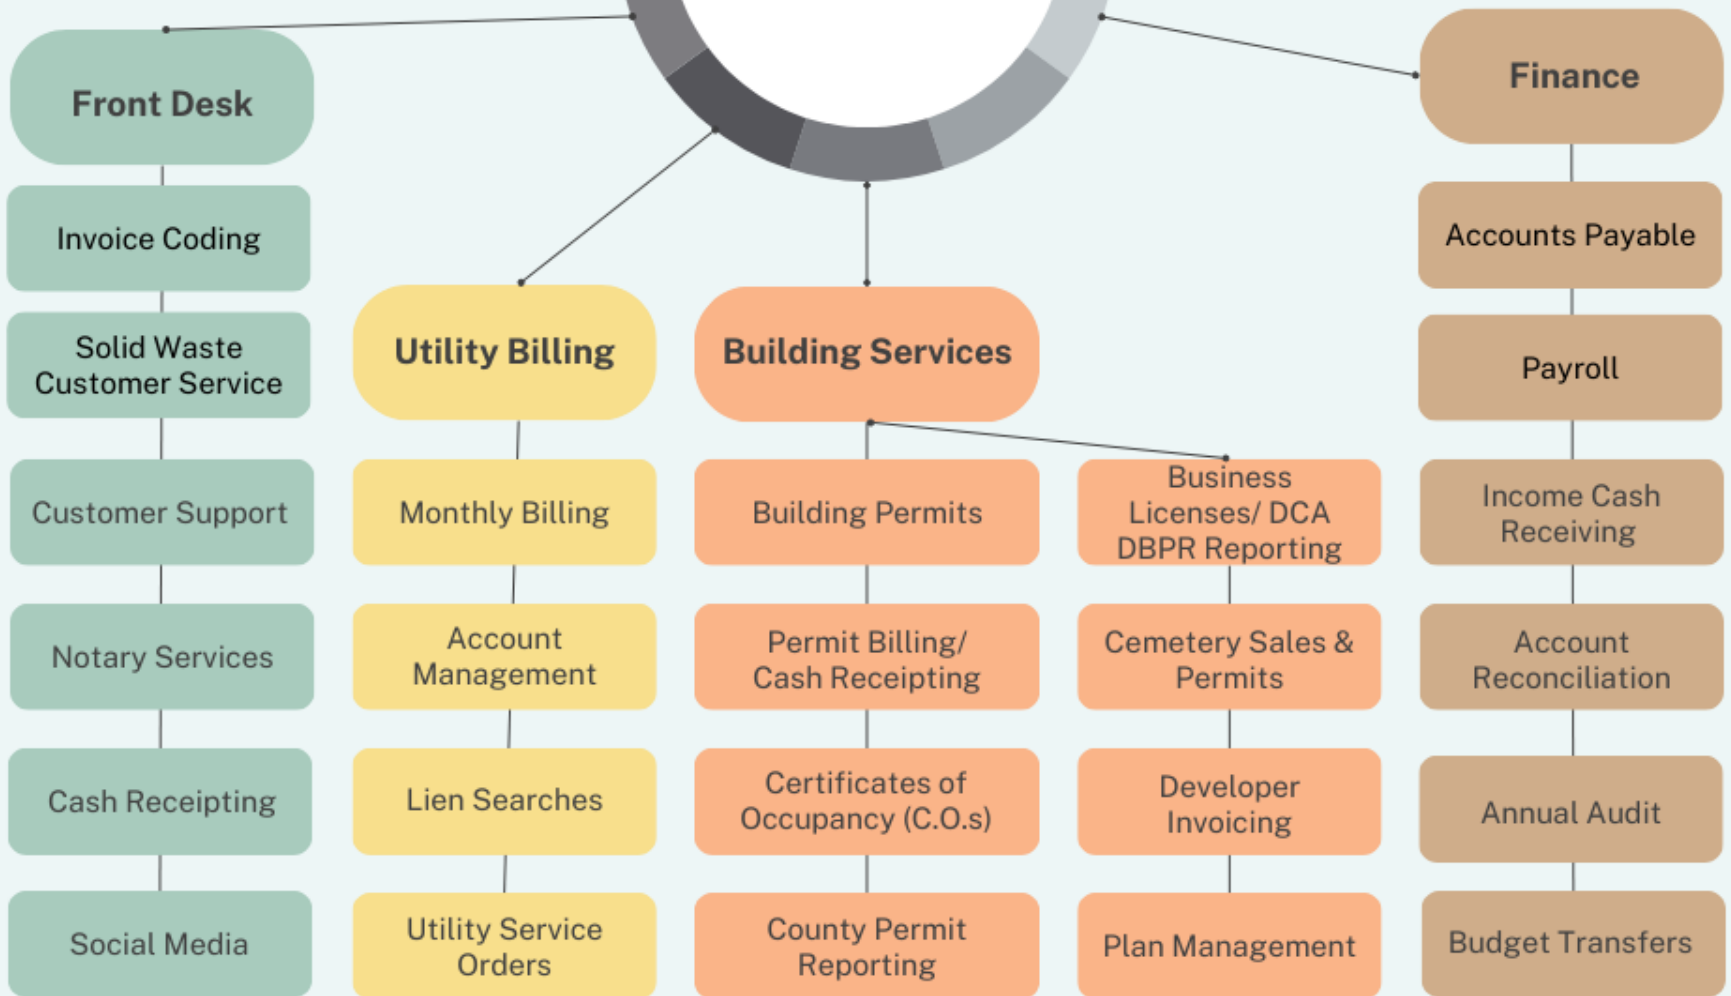 Front Desk
Invoice Coding
Solid Waste
Customer Service
Customer Support
Notary Services
Cash Receipting
Social Media
Utility Billing
Monthly Billing
Account
Management
Lien Searches
Utility Service
Orders
Building Services
Building Permits
Permit Billing/
Cash Receipting
Certificates of
Occupancy (C.O.s)
County Permit
Reporting
Business
Licenses/ DCA
DBPR Reporting
Cemetery Sales &
Permits
Developer
Invoicing
Plan Management
Finance
Accounts Payable
Payroll
Income Cash
Receiving
Account
Reconciliation
Annual Audit
Budget Transfers